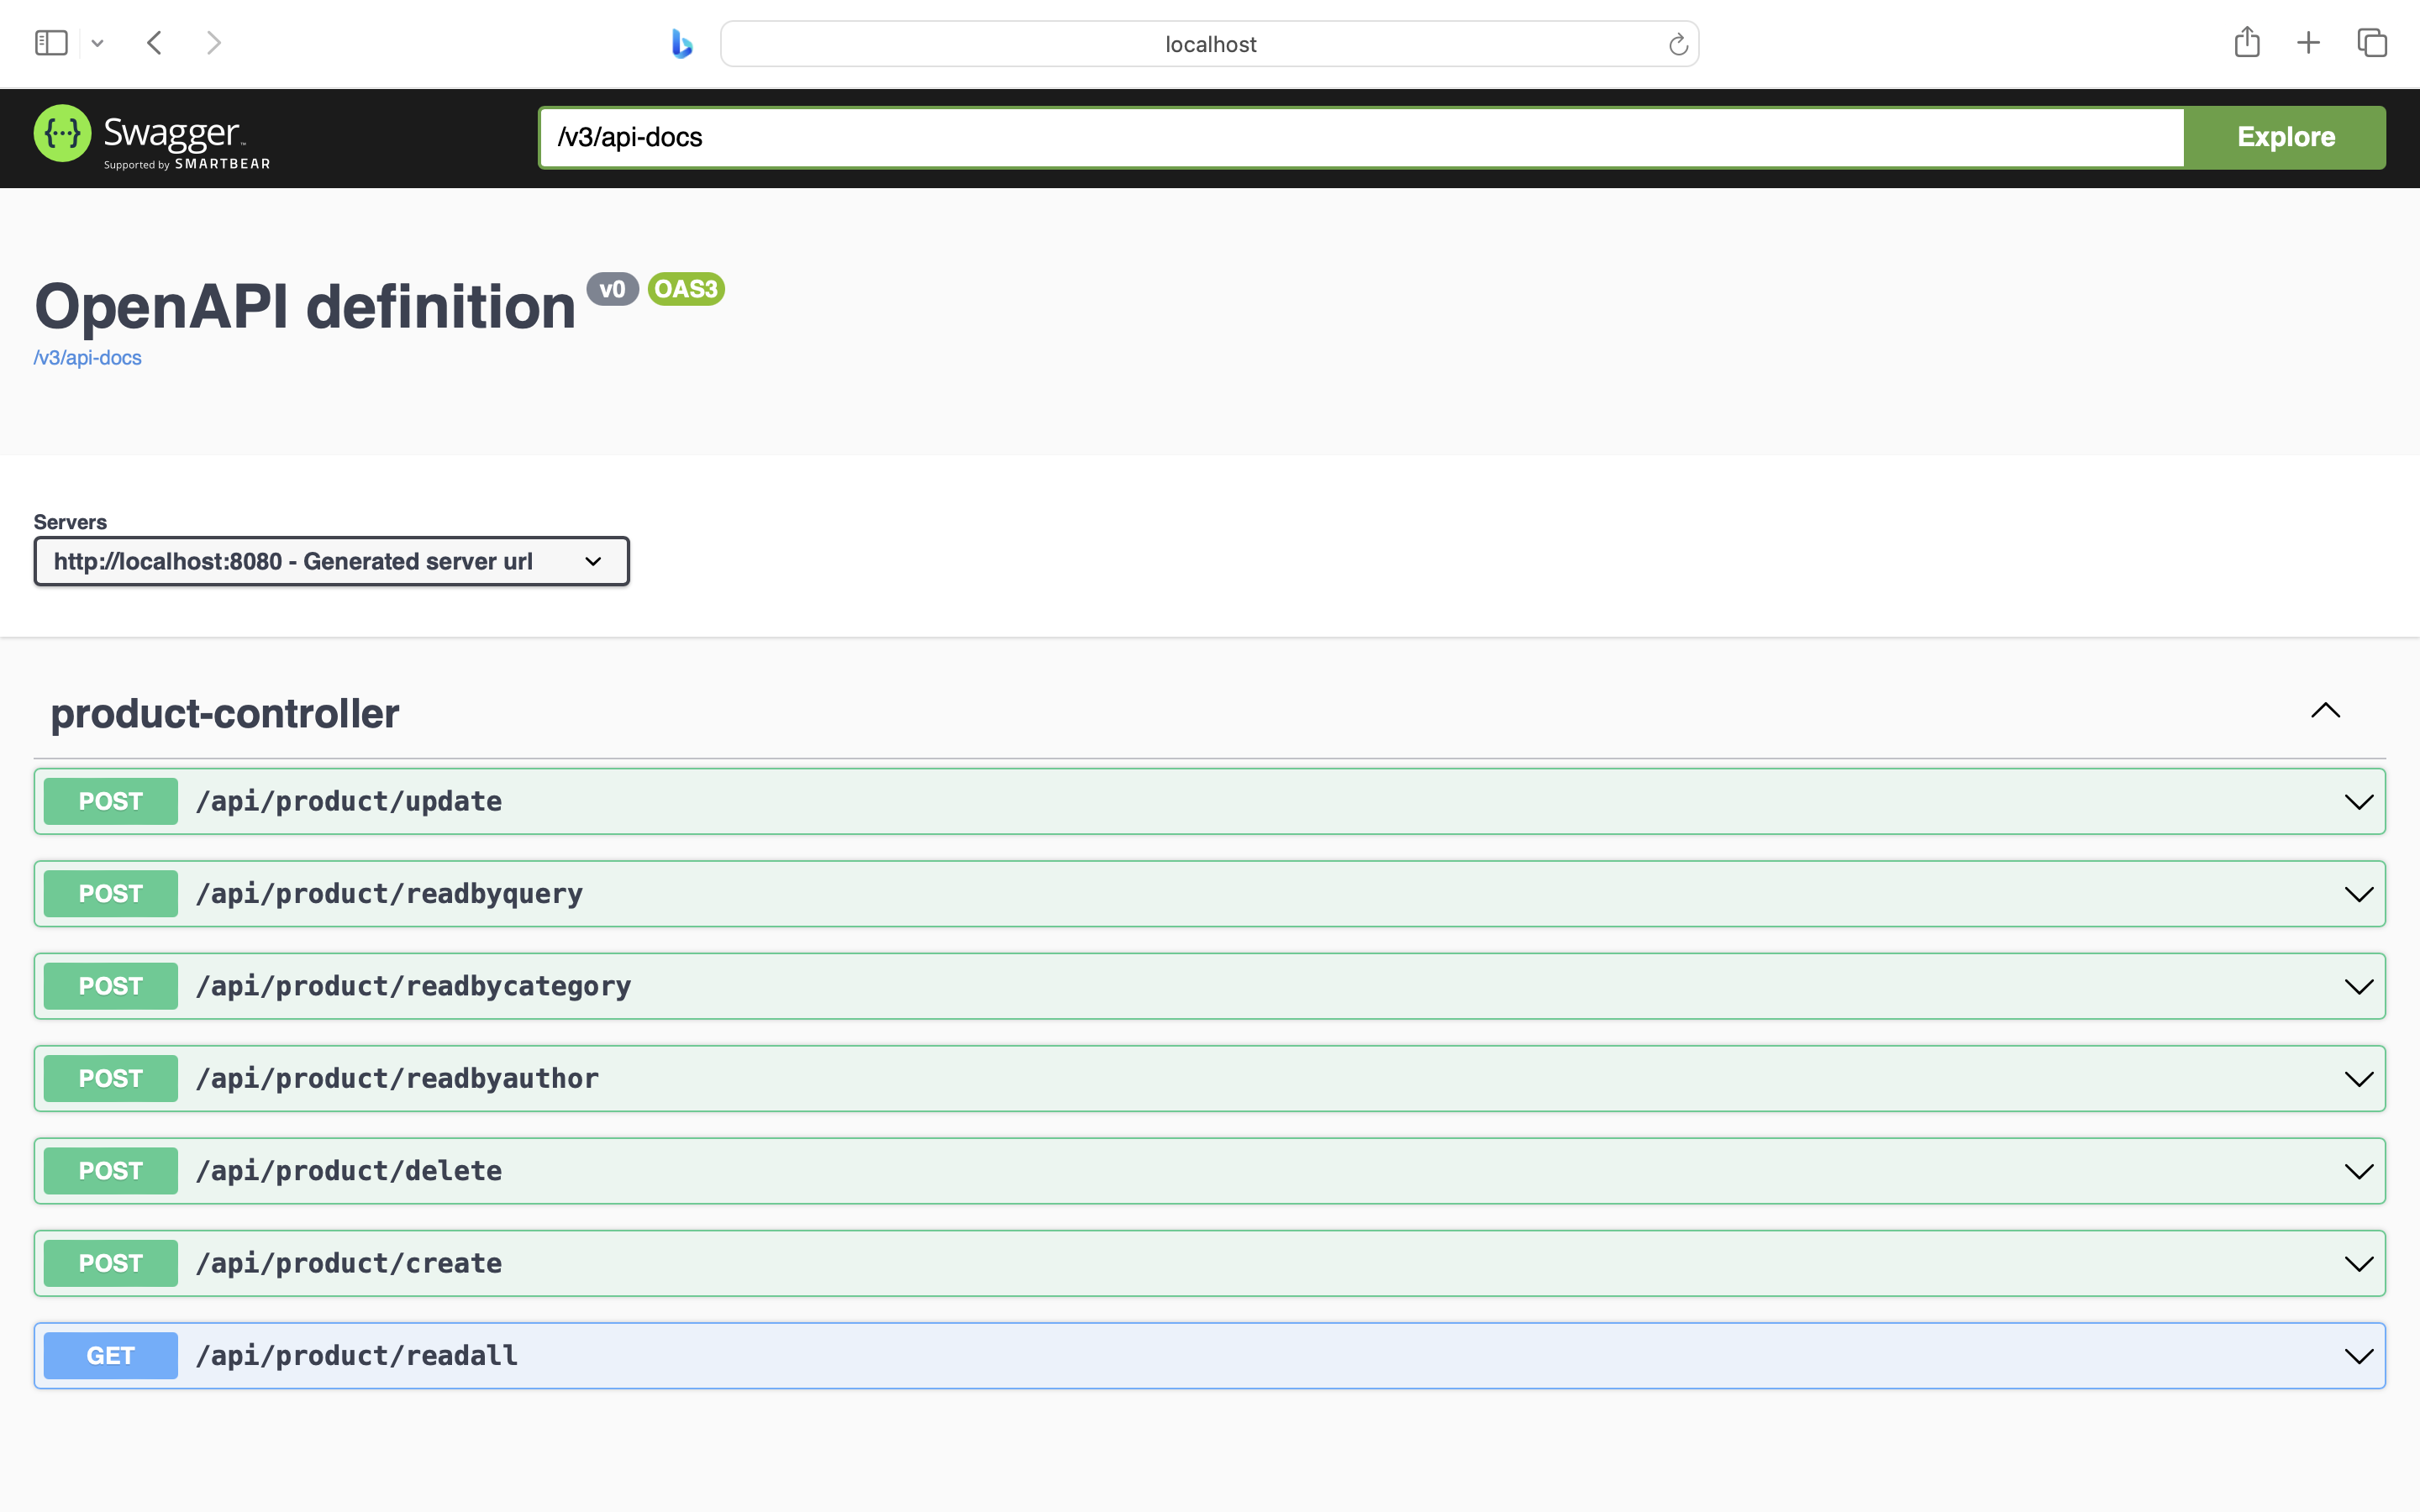 localhost
{···} Swagger™
Supported by SMARTBEAR
/v3/api-docs
Explore
OpenAPI definition v0 OAS3
/v3/api-docs
Servers
http://localhost:8080 - Generated server url
product-controller
POST /api/product/update
POST /api/product/readbyquery
POST /api/product/readbycategory
POST /api/product/readbyauthor
POST /api/product/delete
POST /api/product/create
GET /api/product/readall